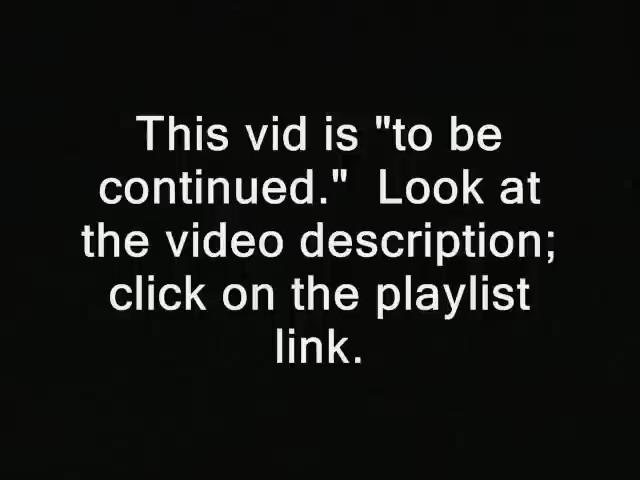 This vid is "to be
continued."  Look at
the video description;
click on the playlist
link.